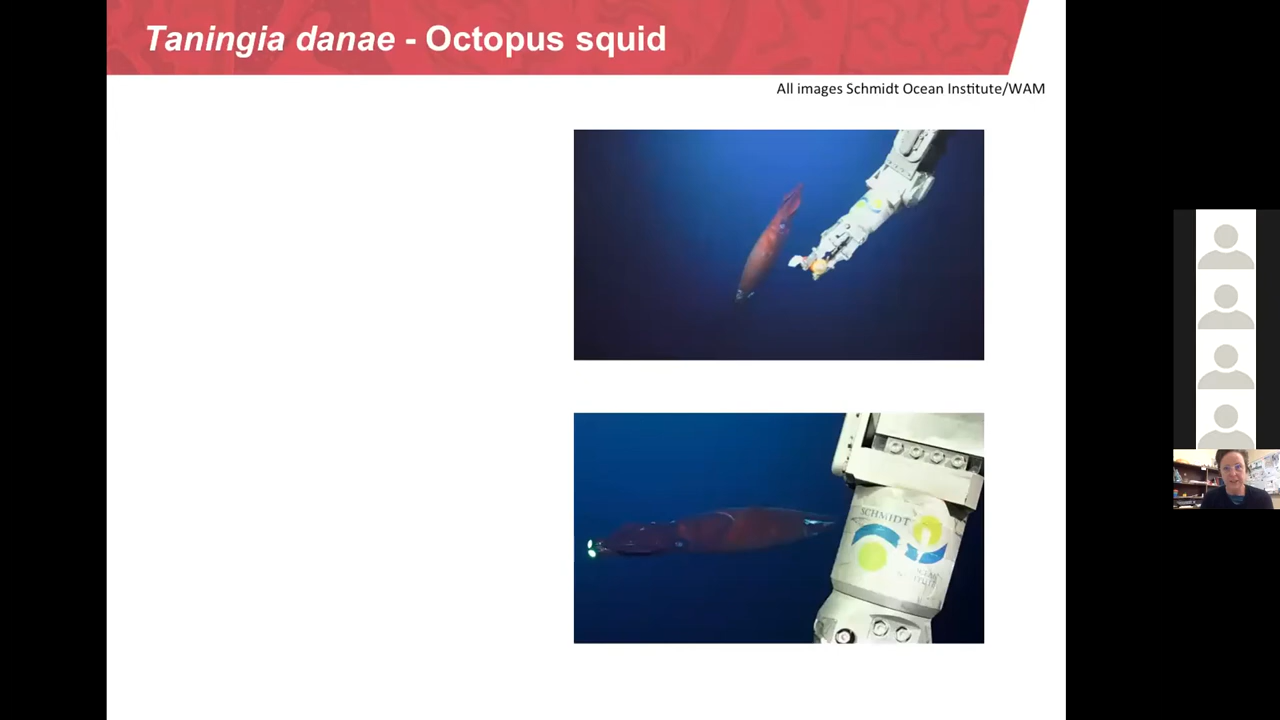 Taningia danae - Octopus squid
All images Schmidt Ocean Institute/WAM
SCHMIDT